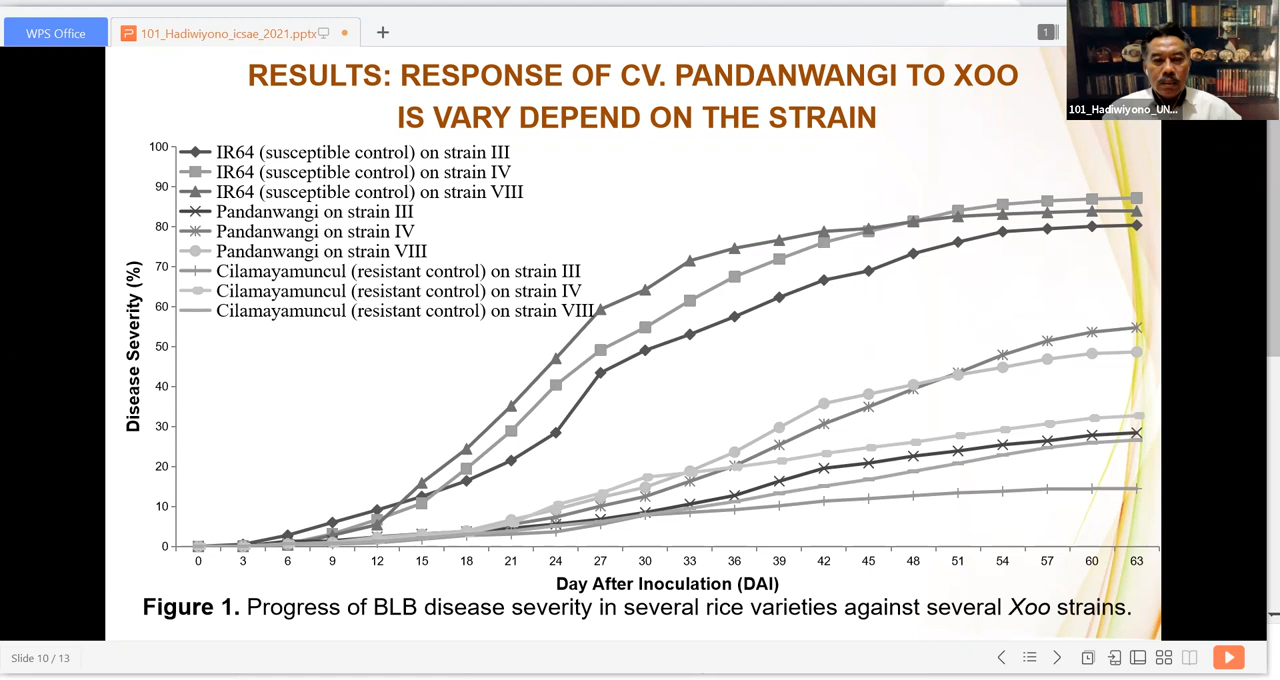 WPS Office
101_Hadiwiyono_icsae_2021.pptx
1
101_Hadiwiyono_UN...
RESULTS: RESPONSE OF CV. PANDANWANGI TO XOO
IS VARY DEPEND ON THE STRAIN
IR64 (susceptible control) on strain III
IR64 (susceptible control) on strain IV
IR64 (susceptible control) on strain VIII
Pandanwangi on strain III
Pandanwangi on strain IV
Pandanwangi on strain VIII
Cilamayamuncul (resistant control) on strain III
Cilamayamuncul (resistant control) on strain IV
Cilamayamuncul (resistant control) on strain VIII
Disease Severity (%)
100
90
80
70
60
50
40
30
20
10
0
0 3 6 9 12 15 18 21 24 27 30 33 36 39 42 45 48 51 54 57 60 63
Day After Inoculation (DAI)
Figure 1. Progress of BLB disease severity in several rice varieties against several Xoo strains.
Slide 10 / 13